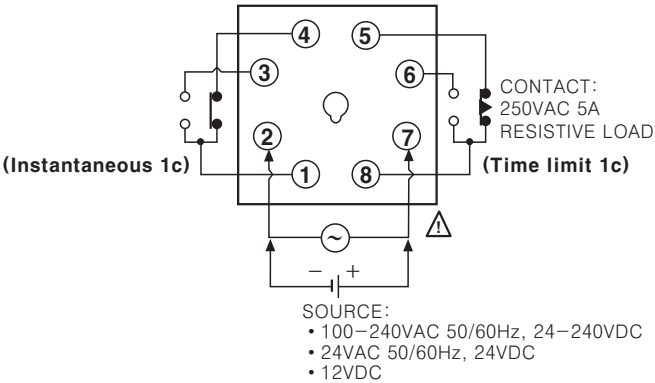 4 5
3 6
CONTACT:
250VAC 5A
RESISTIVE LOAD
2 7
(Instantaneous 1c) (Time limit 1c)
1 8
~
!
− +
SOURCE:
• 100−240VAC 50/60Hz, 24−240VDC
• 24VAC 50/60Hz, 24VDC
• 12VDC